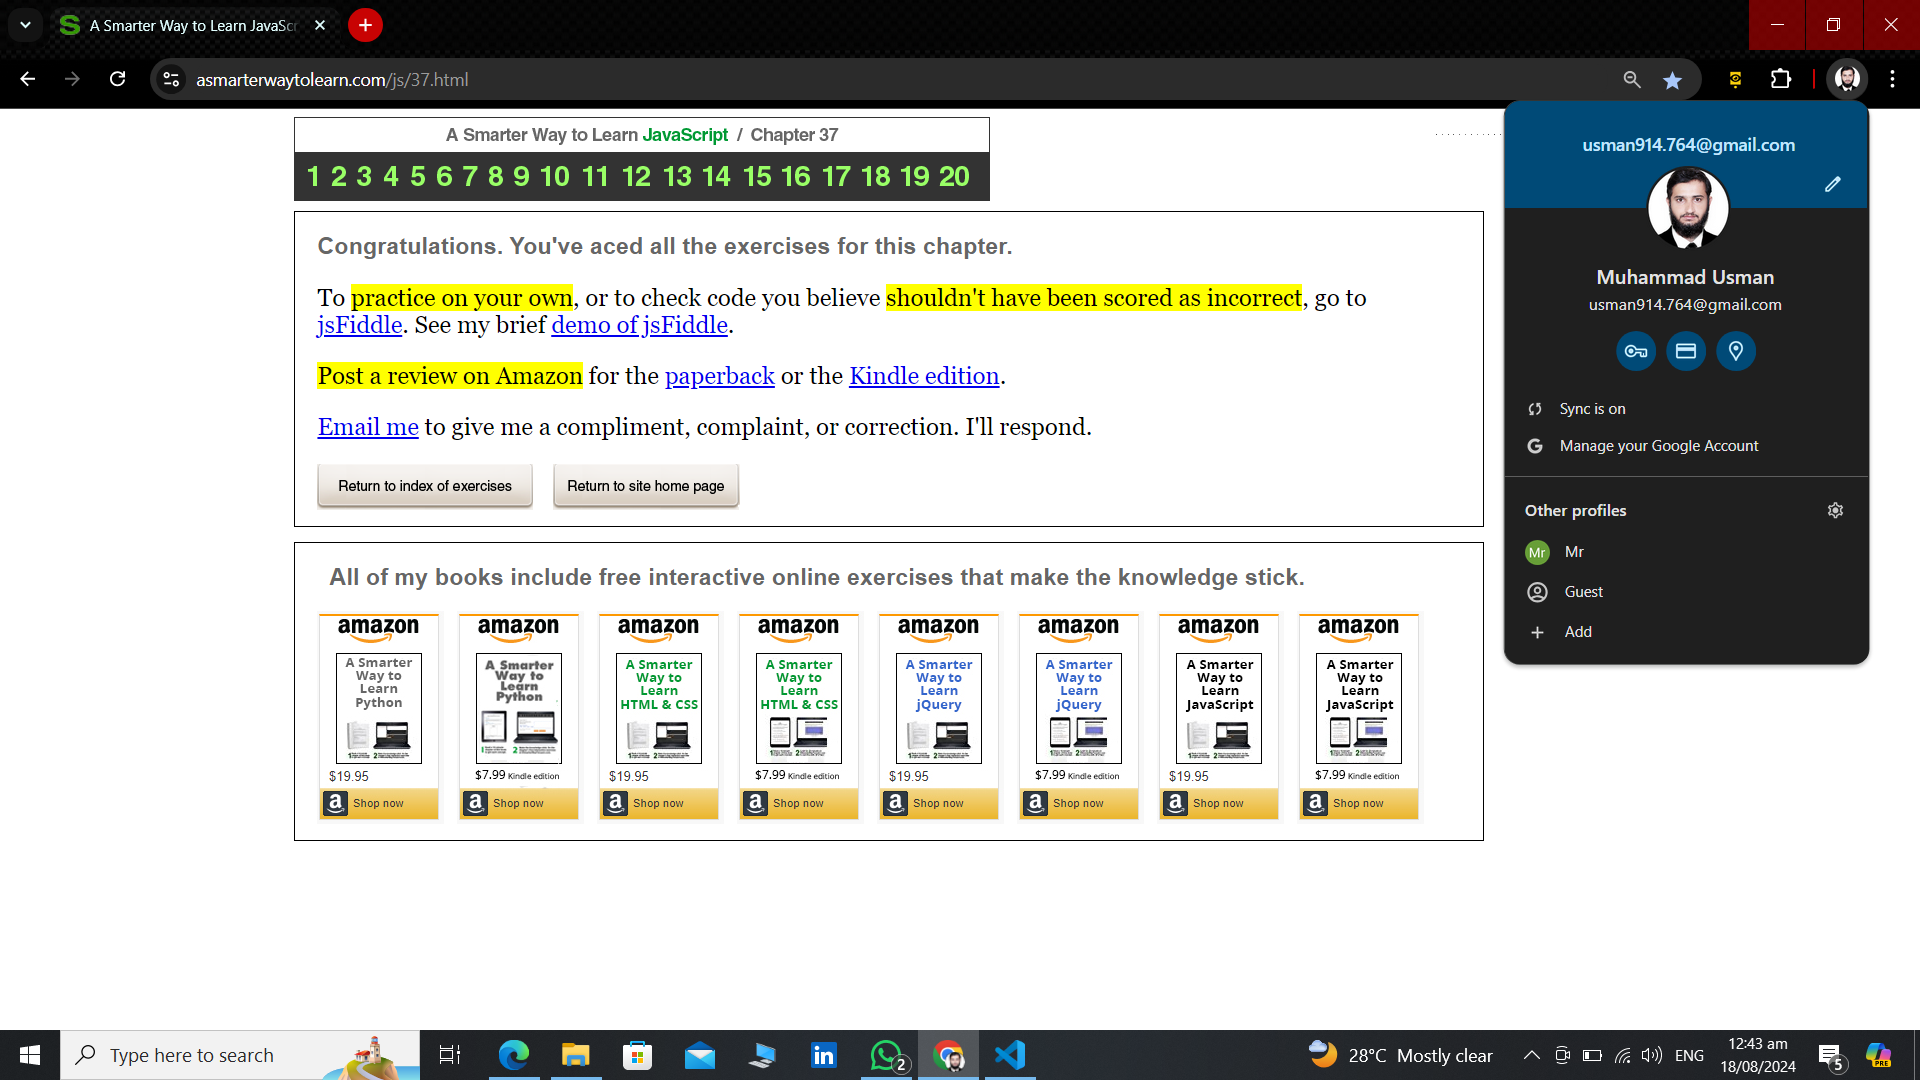 A Smarter Way to Learn JavaScr
asmarterwaytolearn.com/js/37.html
A Smarter Way to Learn JavaScript / Chapter 37
1 2 3 4 5 6 7 8 9 10 11 12 13 14 15 16 17 18 19 20
Congratulations. You've aced all the exercises for this chapter.
To practice on your own, or to check code you believe shouldn't have been scored as incorrect, go to
jsFiddle. See my brief demo of jsFiddle.
Post a review on Amazon for the paperback or the Kindle edition.
Email me to give me a compliment, complaint, or correction. I'll respond.
Return to index of exercises
Return to site home page
All of my books include free interactive online exercises that make the knowledge stick.
amazon
A Smarter
Way to
Learn
Python
$19.95
Shop now
amazon
A Smarter
Way to
Learn
Python
$7.99 Kindle edition
Shop now
amazon
A Smarter
Way to
Learn
HTML & CSS
$19.95
Shop now
amazon
A Smarter
Way to
Learn
HTML & CSS
$7.99 Kindle edition
Shop now
amazon
A Smarter
Way to
Learn
jQuery
$19.95
Shop now
amazon
A Smarter
Way to
Learn
jQuery
$7.99 Kindle edition
Shop now
amazon
A Smarter
Way to
Learn
JavaScript
$19.95
Shop now
amazon
A Smarter
Way to
Learn
JavaScript
$7.99 Kindle edition
Shop now
usman914.764@gmail.com
Muhammad Usman
usman914.764@gmail.com
Sync is on
Manage your Google Account
Other profiles
Mr Mr
Guest
Add
Type here to search
2
28°C Mostly clear
ENG
12:43 am
18/08/2024
5
PRE